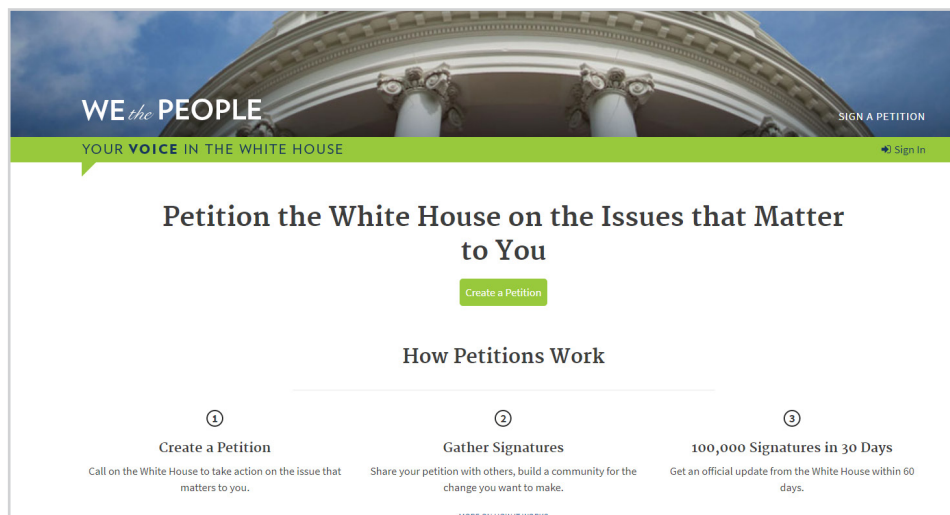 WE the PEOPLE
SIGN A PETITION
YOUR VOICE IN THE WHITE HOUSE
Sign In
Petition the White House on the Issues that Matter
to You
Create a Petition
How Petitions Work
1
Create a Petition
Call on the White House to take action on the issue that
matters to you.
2
Gather Signatures
Share your petition with others, build a community for the
change you want to make.
3
100,000 Signatures in 30 Days
Get an official update from the White House within 60
days.